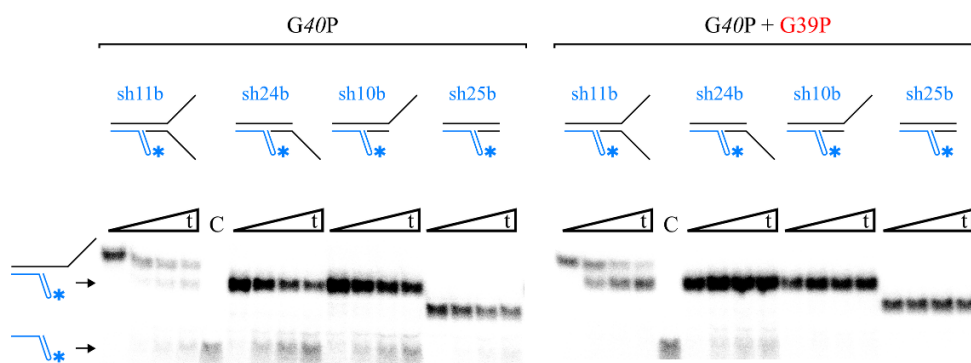 G40P
G40P + G39P
sh11b sh24b sh10b sh25b
sh11b sh24b sh10b sh25b
* * * *
* * * *
t C t t t
t C t t t
*
*